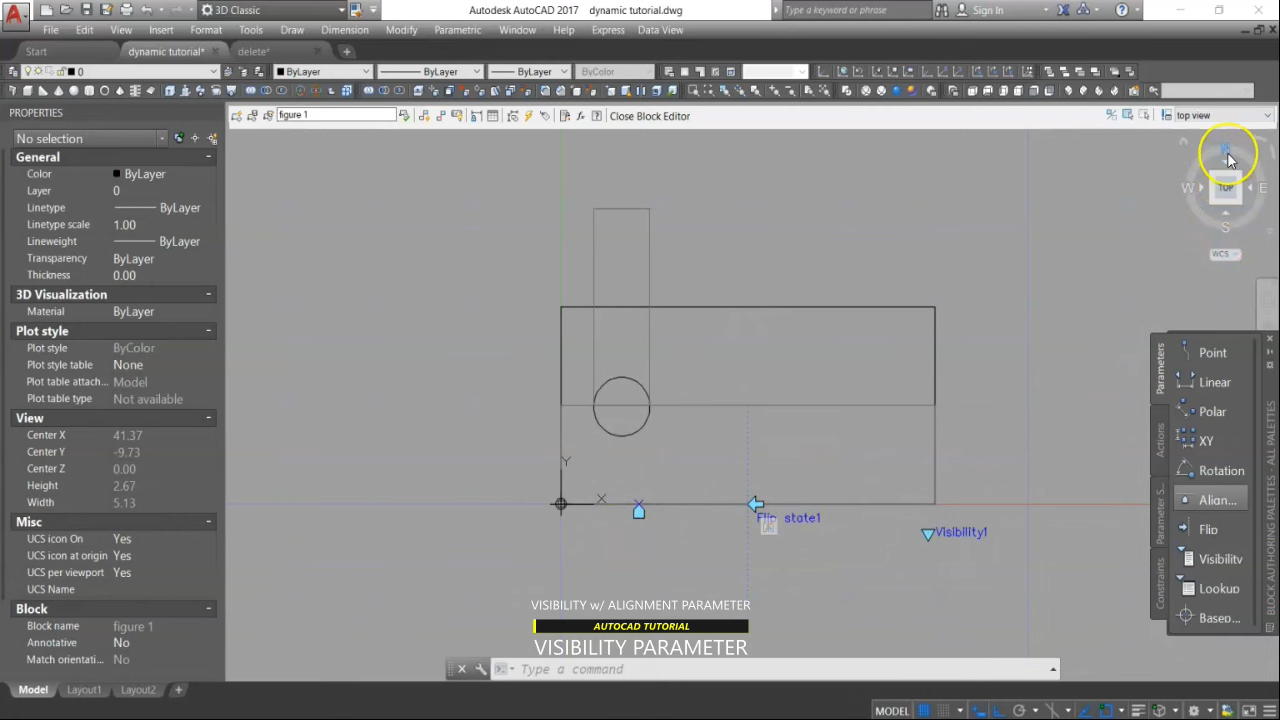 3D Classic
Autodesk AutoCAD 2017 dynamic tutorial.dwg
Type a keyword or phrase
Sign In
File Edit View Insert Format Tools Draw Dimension Modify Parametric Window Help Express Data View
Start dynamic tutorial* delete*
0 ByLayer ByLayer ByLayer ByColor
figure 1 Close Block Editor top view
PROPERTIES
No selection
General
Color ByLayer
Layer 0
Linetype ByLayer
Linetype scale 1.00
Lineweight ByLayer
Transparency ByLayer
Thickness 0.00
3D Visualization
Material ByLayer
Plot style
Plot style ByColor
Plot style table None
Plot table attach... Model
Plot table type Not available
View
Center X 41.37
Center Y -9.73
Center Z 0.00
Height 2.67
Width 5.13
Misc
UCS icon On Yes
UCS icon at origin Yes
UCS per viewport Yes
UCS Name
Block
Block name figure 1
Annotative No
Match orientati... No
W TOP E
S
WCS
Y
X
Flip state1
Visibility1
Parameters
Actions
Parameter S...
Constraints
Point
Linear
Polar
XY
Rotation
Alian...
Flip
Visibility
Lookup
Basep...
BLOCK AUTHORING PALETTES - ALL PALETTES
VISIBILITY w/ ALIGNMENT PARAMETER
AUTOCAD TUTORIAL
VISIBILITY PARAMETER
Type a command
Model Layout1 Layout2
MODEL